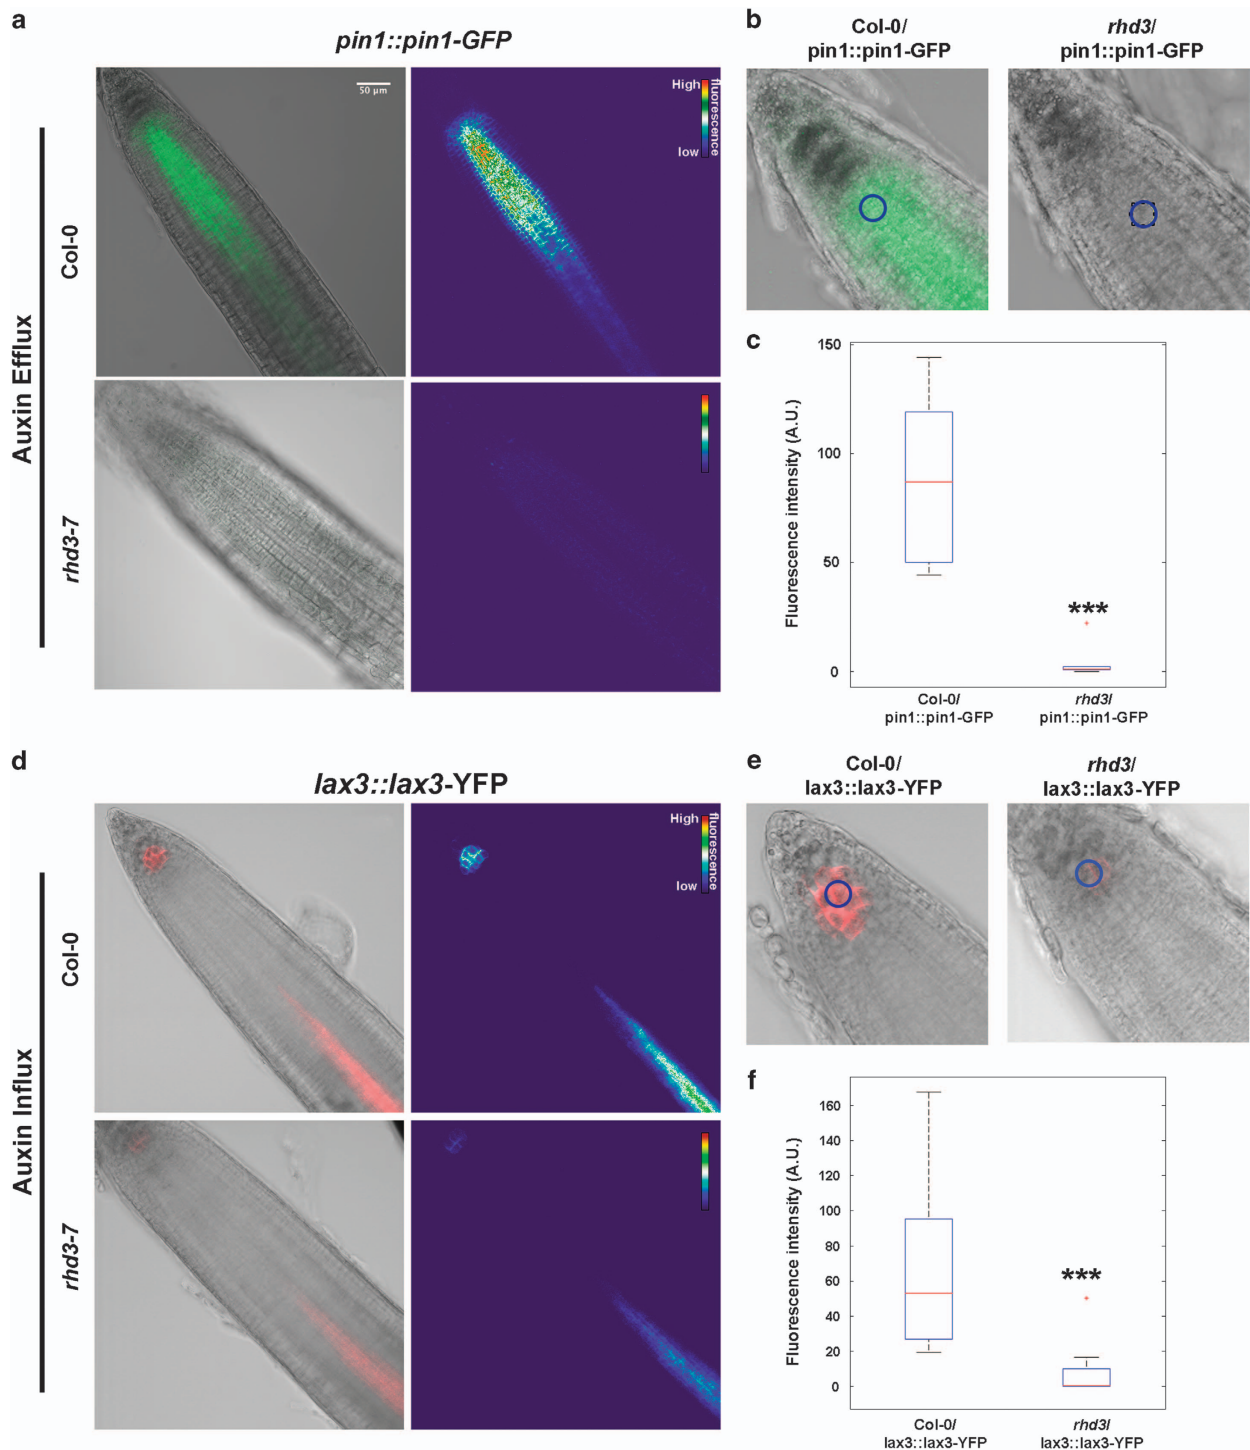 a
pin1::pin1-GFP
Auxin Efflux
Col-0
50 µm
High
fluorescence
low
rhd3-7
b
Col-0/
pin1::pin1-GFP
rhd3/
pin1::pin1-GFP
c
Fluorescence intensity (A.U.)
150
100
50
0
***
Col-0/
pin1::pin1-GFP
rhd3/
pin1::pin1-GFP
d
lax3::lax3-YFP
Auxin Influx
Col-0
High
fluorescence
low
rhd3-7
e
Col-0/
lax3::lax3-YFP
rhd3/
lax3::lax3-YFP
f
Fluorescence intensity (A.U.)
160
140
120
100
80
60
40
20
0
***
Col-0/
lax3::lax3-YFP
rhd3/
lax3::lax3-YFP